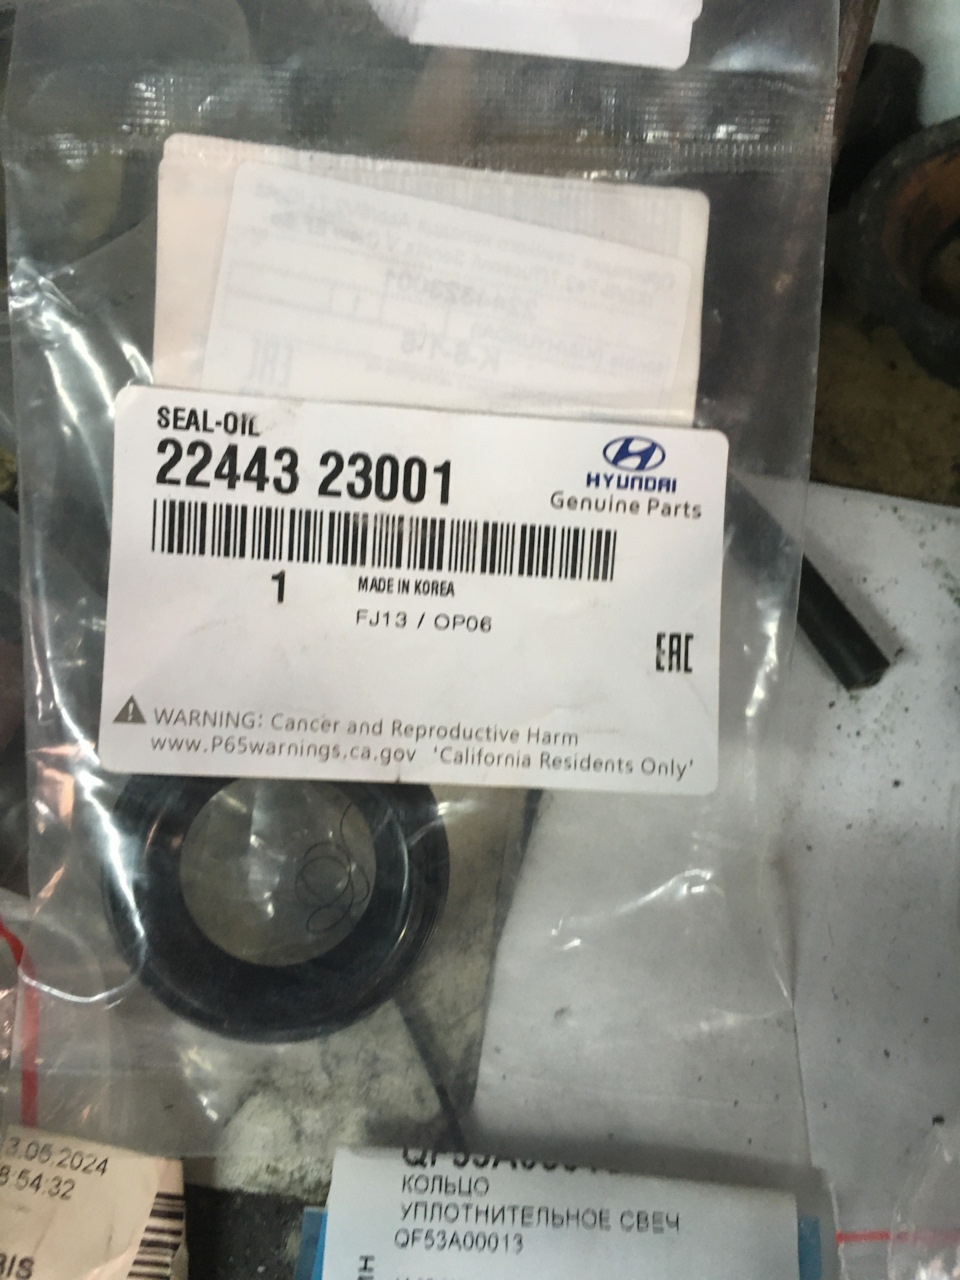 SEAL-OIL
22443 23001
HYUNDAI
Genuine Parts
1
MADE IN KOREA
FJ13 / OP06
EAC
WARNING: Cancer and Reproductive Harm
www.P65warnings.ca.gov 'California Residents Only'
3.06.2024
8:54:32
КОЛЬЦО
УПЛОТНИТЕЛЬНОЕ СВЕЧ
QF53A00013